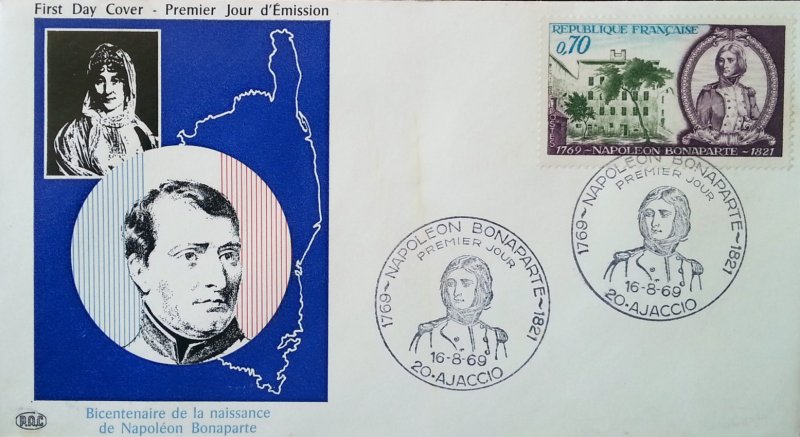 First Day Cover - Premier Jour d'Émission
REPUBLIQUE FRANÇAISE
0,70
POSTES
1769~NAPOLEON BONAPARTE~1821
1769~NAPOLEON BONAPARTE~1821
PREMIER JOUR
16-8-69
20•AJACCIO
1769~NAPOLEON BONAPARTE~1821
PREMIER JOUR
16-8-69
20•AJACCIO
Bicentenaire de la naissance
de Napoléon Bonaparte